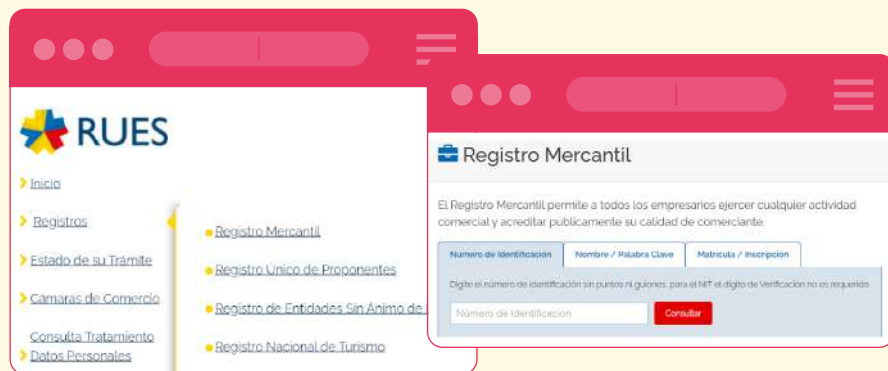 RUES
Inicio
Registros
Estado de su Tramite
Cámaras de Comercio
Consulta Tratamiento
Datos Personales
Registro Mercantil
Registro Único de Proponentes
Registro de Entidades Sin Ánimo de
Registro Nacional de Turismo
Registro Mercantil
El Registro Mercantil permite a todos los empresarios ejercer cualquier actividad
comercial y acreditar públicamente su calidad de comerciante.
Numero de Identificacion Nombre / Palabra Clave Matricula / Inscripción
Digite el número de identificación sin puntos ni guiones, para el NIT el dígito de Verificación no es requerido
Número de Identificación Consultar